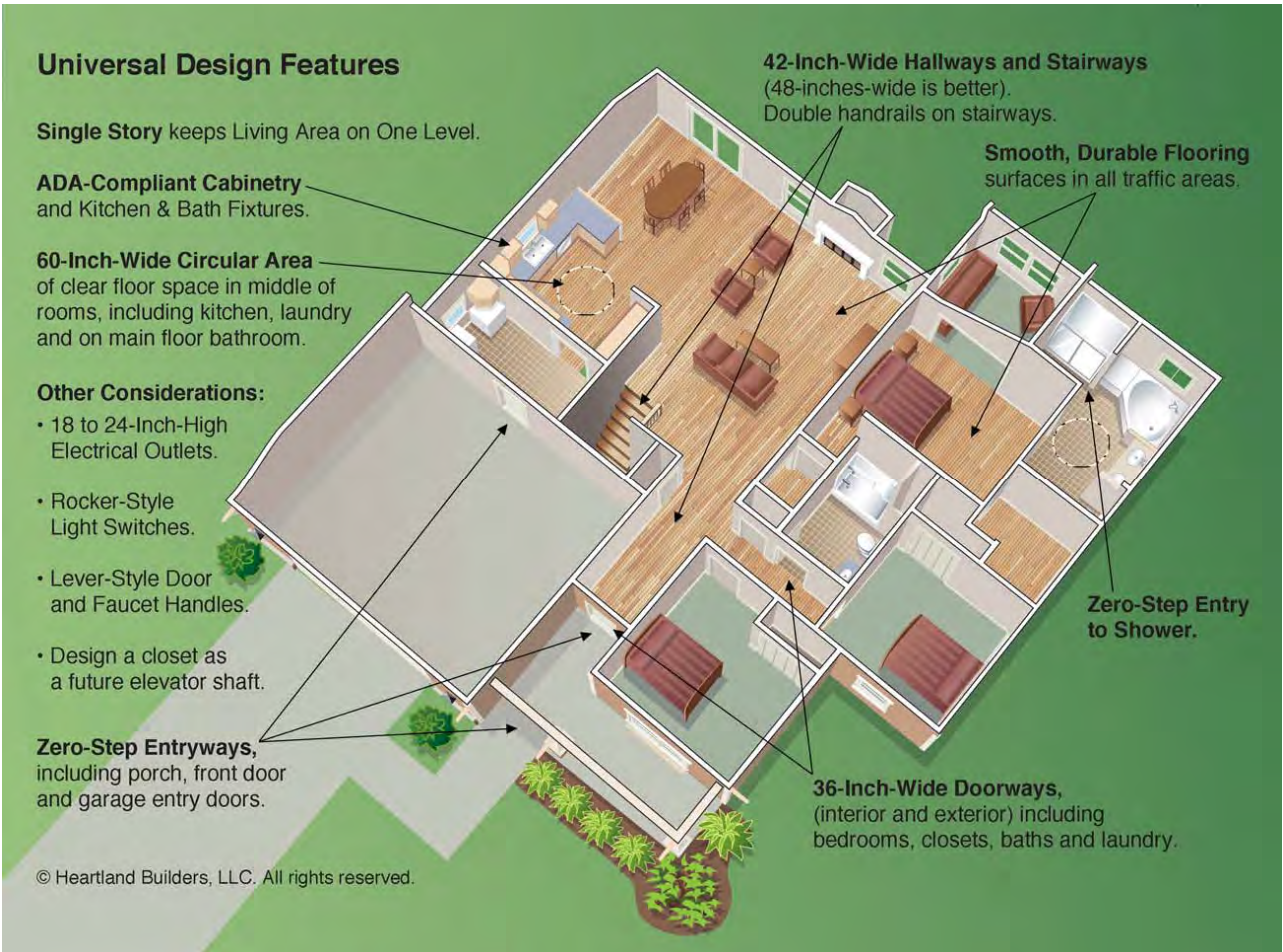 Universal Design Features
Single Story keeps Living Area on One Level.
ADA-Compliant Cabinetry
and Kitchen & Bath Fixtures.
60-Inch-Wide Circular Area
of clear floor space in middle of
rooms, including kitchen, laundry
and on main floor bathroom.
Other Considerations:
• 18 to 24-Inch-High
Electrical Outlets.
• Rocker-Style
Light Switches.
• Lever-Style Door
and Faucet Handles.
• Design a closet as
a future elevator shaft.
Zero-Step Entryways,
including porch, front door
and garage entry doors.
© Heartland Builders, LLC. All rights reserved.
42-Inch-Wide Hallways and Stairways
(48-inches-wide is better).
Double handrails on stairways.
Smooth, Durable Flooring
surfaces in all traffic areas.
Zero-Step Entry
to Shower.
36-Inch-Wide Doorways,
(interior and exterior) including
bedrooms, closets, baths and laundry.